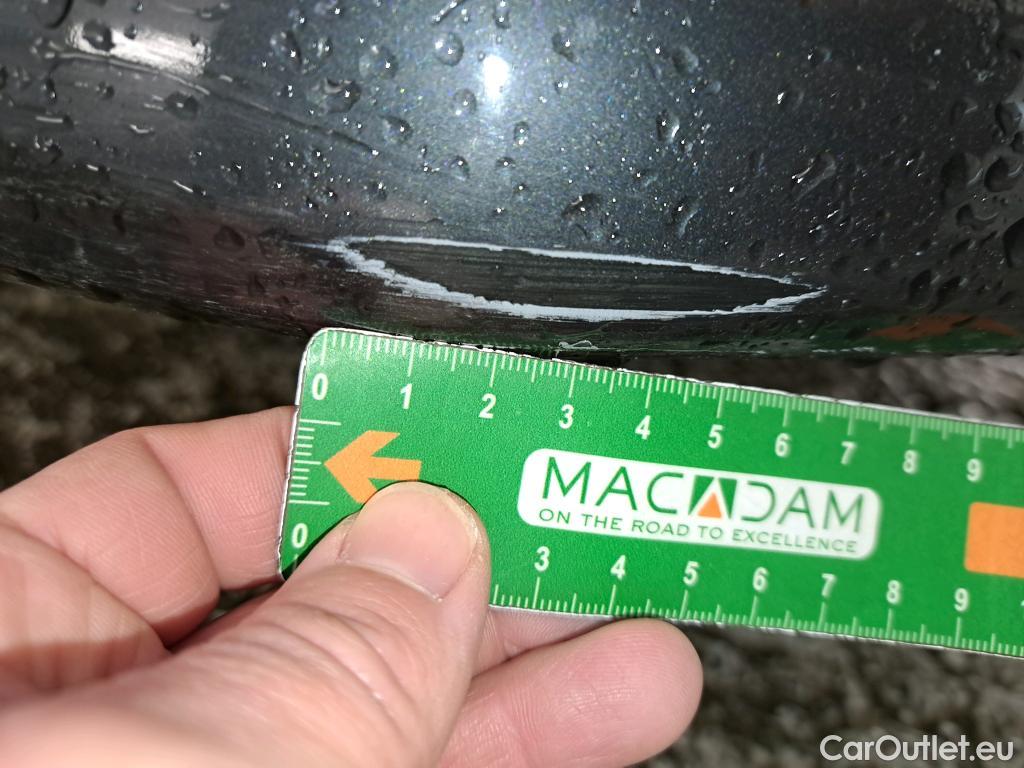 0 1 2 3 4 5 6 7 8 9
MACADAM
ON THE ROAD TO EXCELLENCE
0 3 4 5 6 7 8 9
CarOutlet.eu